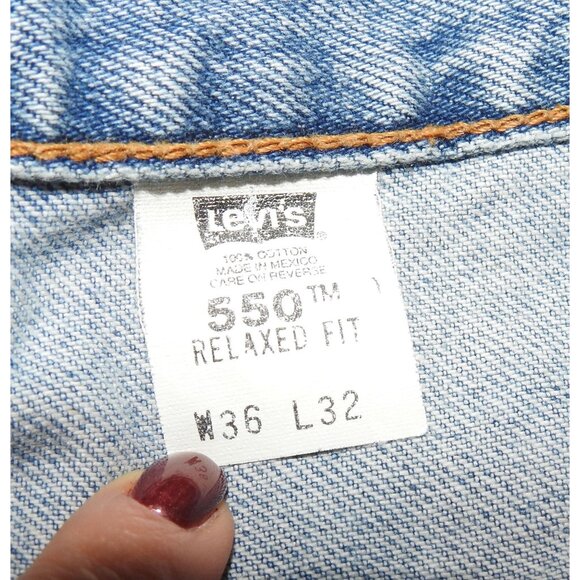 Levi's ®
100% COTTON
MADE IN MEXICO
CARE ON REVERSE
550™
RELAXED FIT
W36 L32